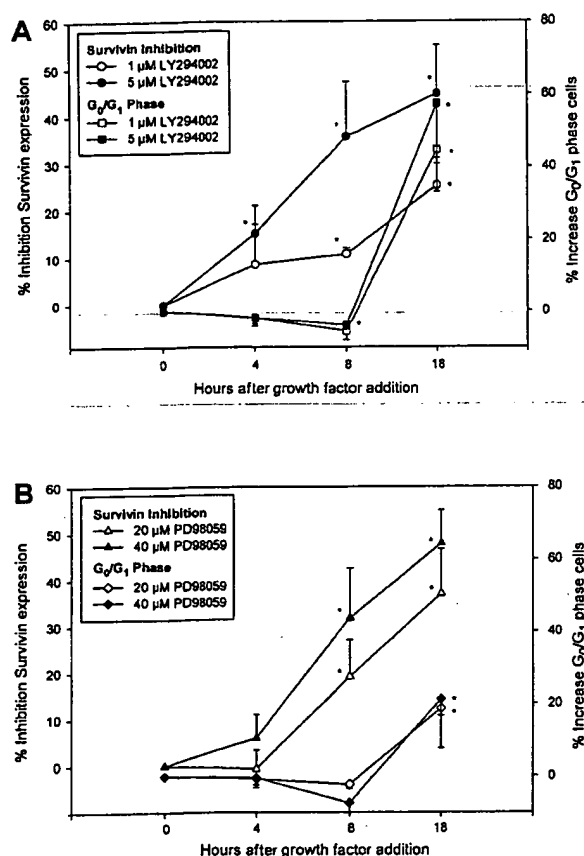 A
% Inhibition Survivin expression
60
50
40
30
20
10
0
Survivin Inhibition
1 µM LY294002
5 µM LY294002
G0/G1 Phase
1 µM LY294002
5 µM LY294002
80
60
40
20
0
% Increase G0/G1 phase cells
0 4 8 18
Hours after growth factor addition
B
% Inhibition Survivin expression
60
50
40
30
20
10
0
Survivin Inhibition
20 µM PD98059
40 µM PD98059
G0/G1 Phase
20 µM PD98059
40 µM PD98059
80
60
40
20
0
% Increase G0/G1 phase cells
0 4 8 18
Hours after growth factor addition